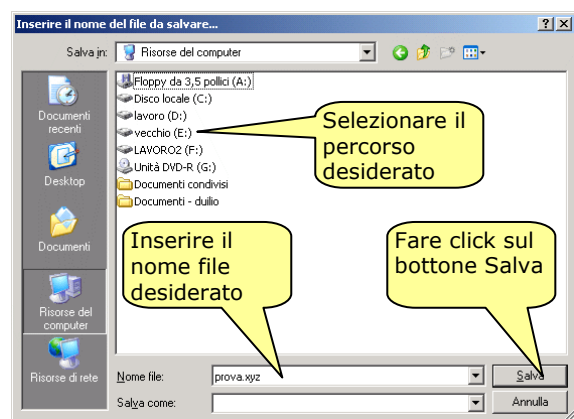 Inserire il nome del file da salvare...
Salva in:
Risorse del computer
Documenti
recenti
Desktop
Documenti
Risorse del
computer
Risorse di rete
Floppy da 3,5 pollici (A:)
Disco locale (C:)
lavoro (D:)
vecchio (E:)
LAVORO2 (F:)
Unità DVD-R (G:)
Documenti condivisi
Documenti - duilio
Selezionare il
percorso
desiderato
Inserire il
nome file
desiderato
Fare click sul
bottone Salva
Nome file:
prova.xyz
Salva
Salva come:
Annulla